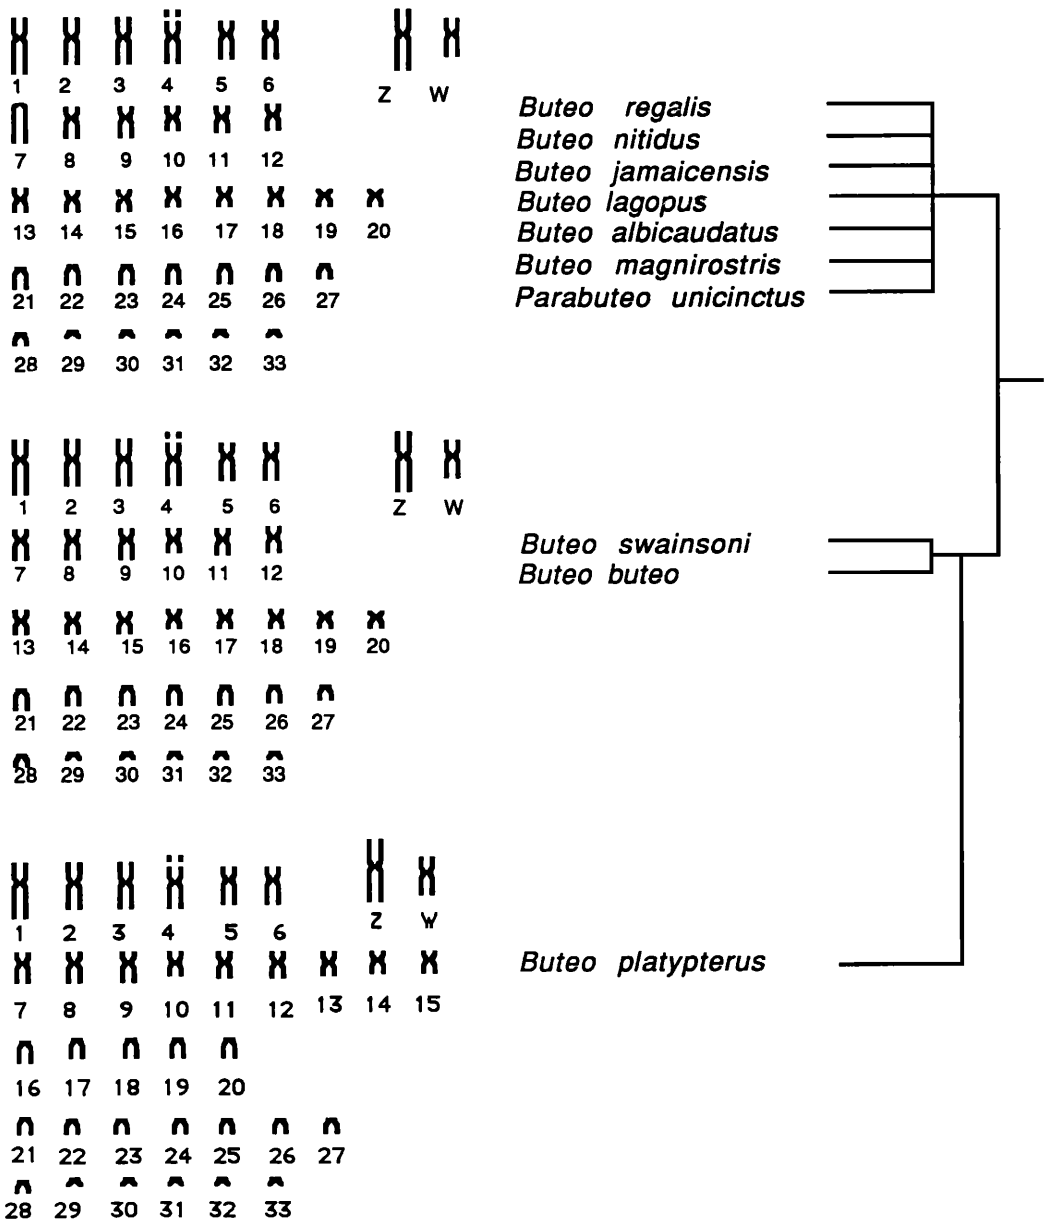 1 2 3 4 5 6
Z W
7 8 9 10 11 12
13 14 15 16 17 18 19 20
21 22 23 24 25 26 27
28 29 30 31 32 33
Buteo regalis
Buteo nitidus
Buteo jamaicensis
Buteo lagopus
Buteo albicaudatus
Buteo magnirostris
Parabuteo unicinctus
1 2 3 4 5 6
Z W
7 8 9 10 11 12
13 14 15 16 17 18 19 20
21 22 23 24 25 26 27
28 29 30 31 32 33
Buteo swainsoni
Buteo buteo
1 2 3 4 5 6
Z W
7 8 9 10 11 12 13 14 15
16 17 18 19 20
21 22 23 24 25 26 27
28 29 30 31 32 33
Buteo platypterus